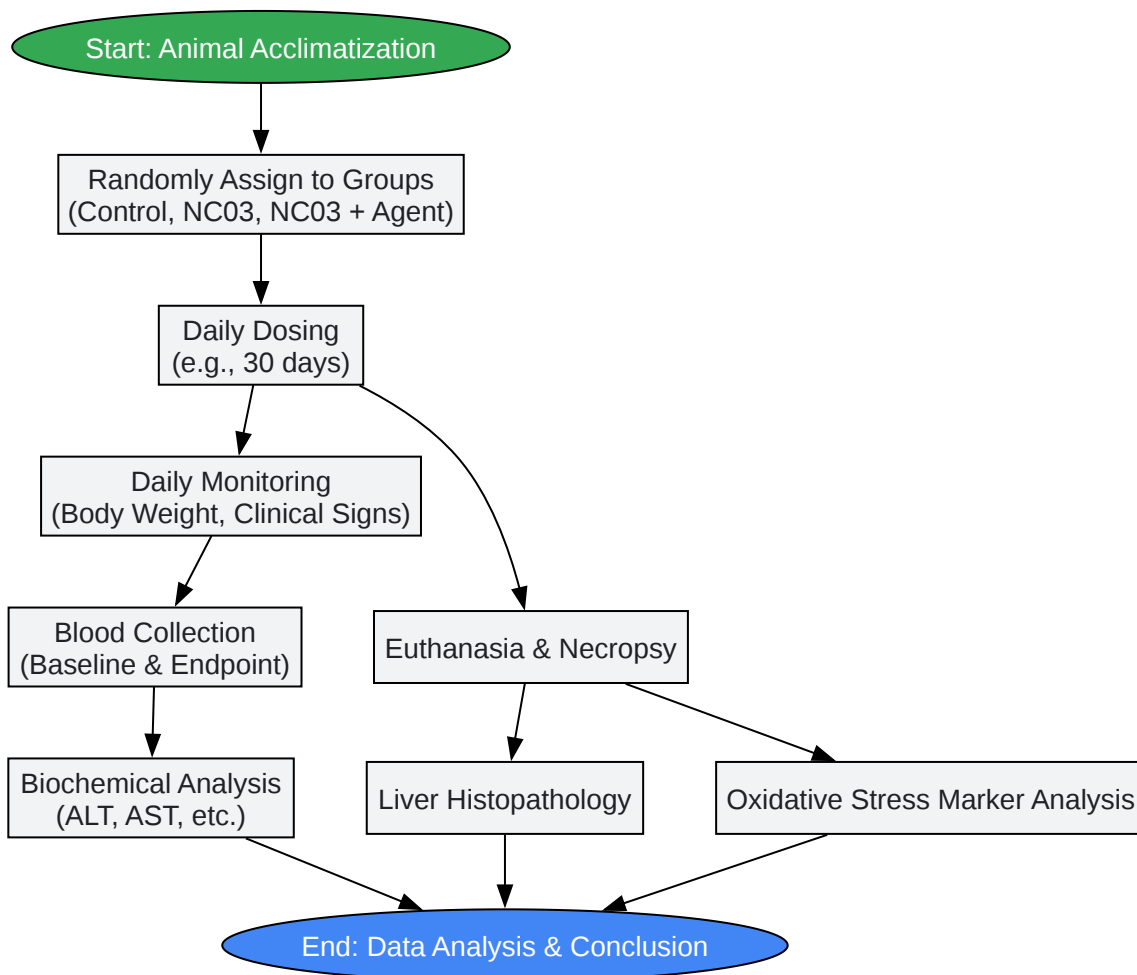 Start: Animal Acclimatization
Randomly Assign to Groups
(Control, NC03, NC03 + Agent)
Daily Dosing
(e.g., 30 days)
Daily Monitoring
(Body Weight, Clinical Signs)
Blood Collection
(Baseline & Endpoint)
Euthanasia & Necropsy
Biochemical Analysis
(ALT, AST, etc.)
Liver Histopathology
Oxidative Stress Marker Analysis
End: Data Analysis & Conclusion